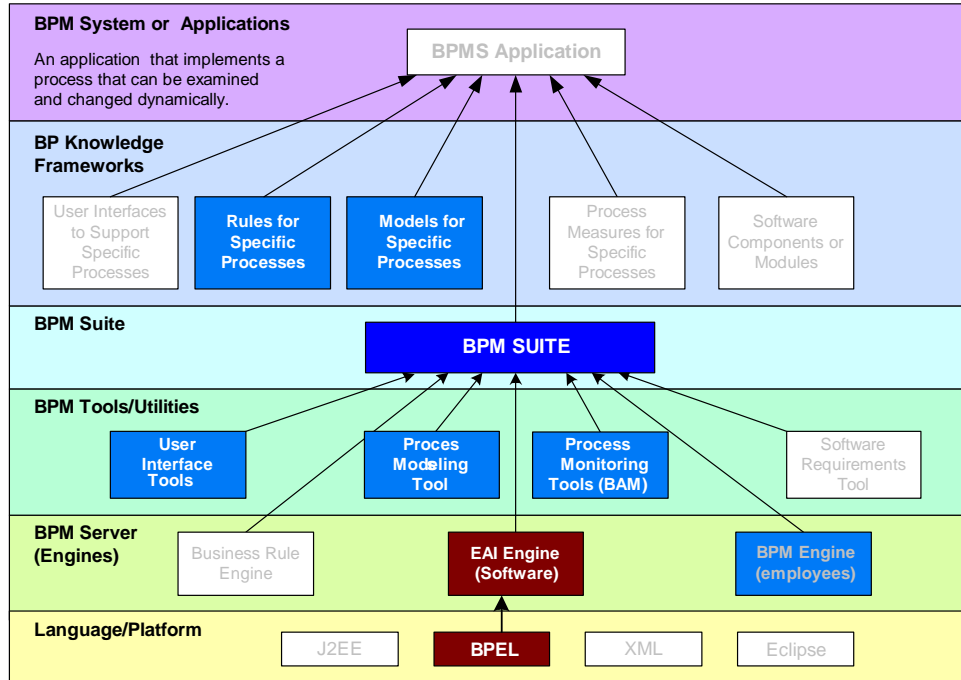 BPM System or Applications
An application that implements a
process that can be examined
and changed dynamically.
BPMS Application
BP Knowledge
Frameworks
User Interfaces
to Support
Specific
Processes
Rules for
Specific
Processes
Models for
Specific
Processes
Process
Measures for
Specific
Processes
Software
Components or
Modules
BPM Suite
BPM SUITE
BPM Tools/Utilities
User
Interface
Tools
Proces
Modeling
Tool
Process
Monitoring
Tools (BAM)
Software
Requirements
Tool
BPM Server
(Engines)
Business Rule
Engine
EAI Engine
(Software)
BPM Engine
(employees)
Language/Platform
J2EE
BPEL
XML
Eclipse